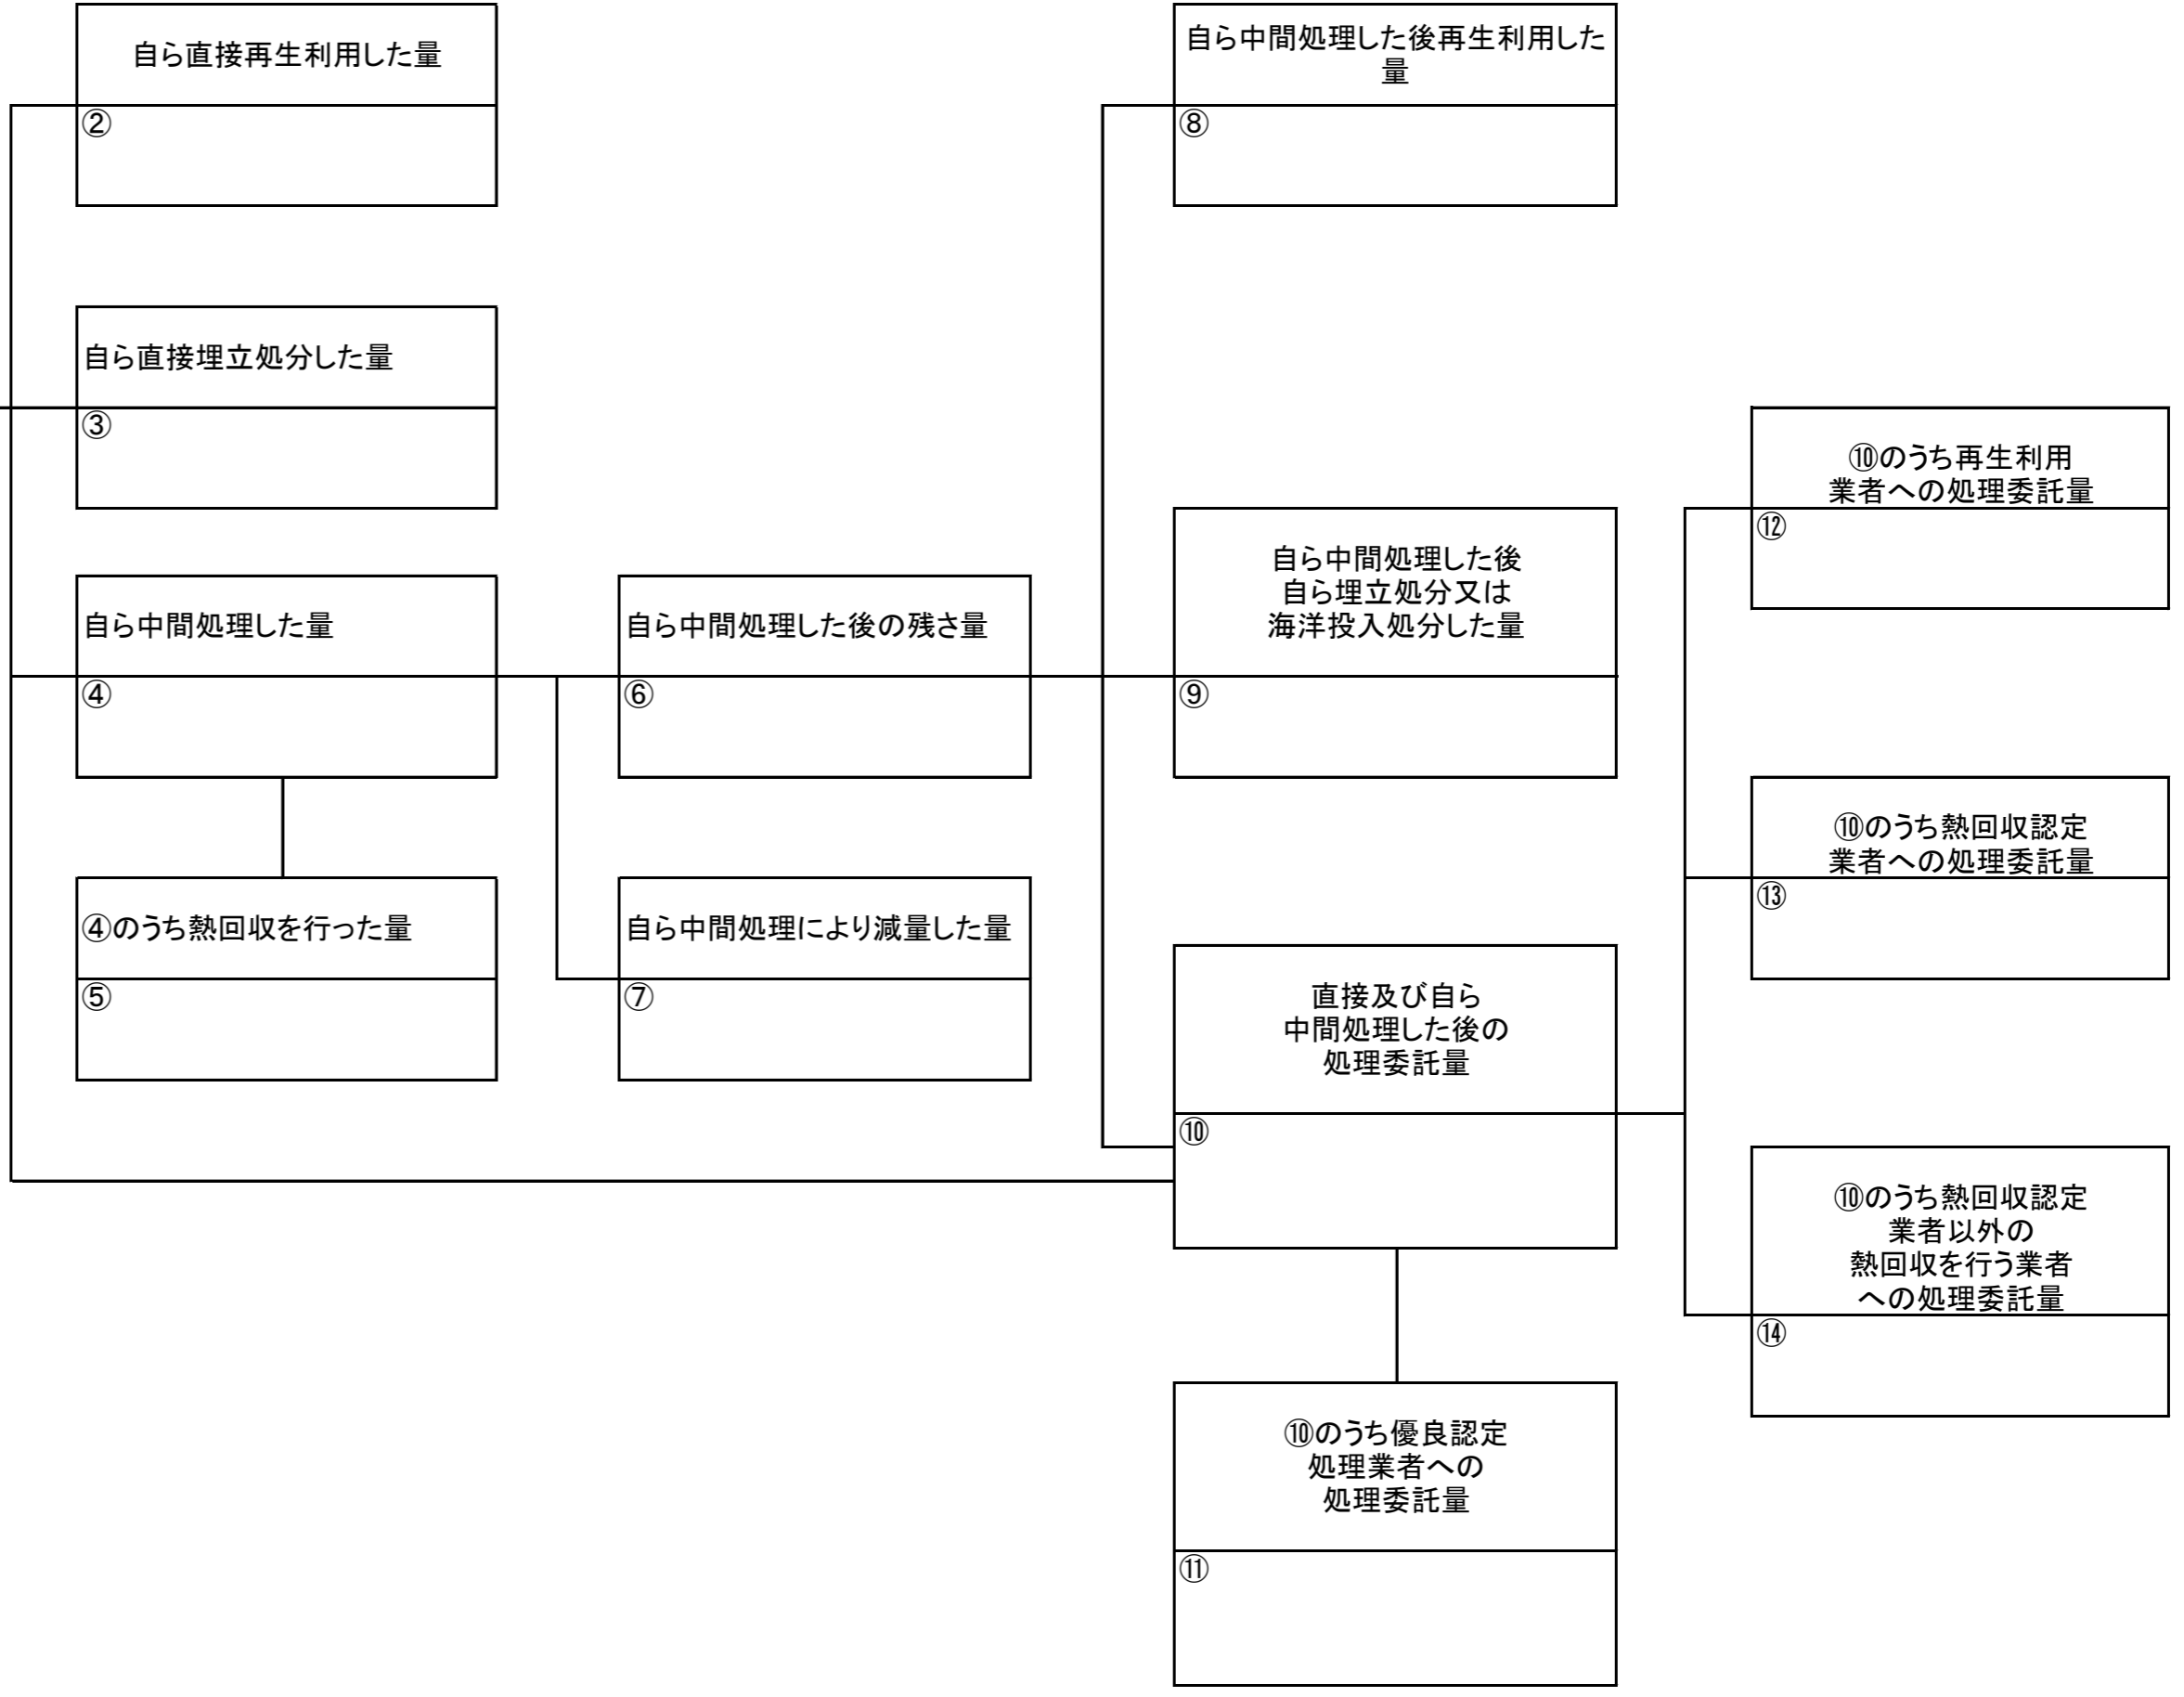 自ら直接再生利用した量
②
自ら直接埋立処分した量
③
自ら中間処理した量
④
④のうち熱回収を行った量
⑤
自ら中間処理した後の残さ量
⑥
自ら中間処理により減量した量
⑦
自ら中間処理した後再生利用した
量
⑧
自ら中間処理した後
自ら埋立処分又は
海洋投入処分した量
⑨
直接及び自ら
中間処理した後の
処理委託量
⑩
⑩のうち優良認定
処理業者への
処理委託量
⑪
⑩のうち再生利用
業者への処理委託量
⑫
⑩のうち熱回収認定
業者への処理委託量
⑬
⑩のうち熱回収認定
業者以外の
熱回収を行う業者
への処理委託量
⑭